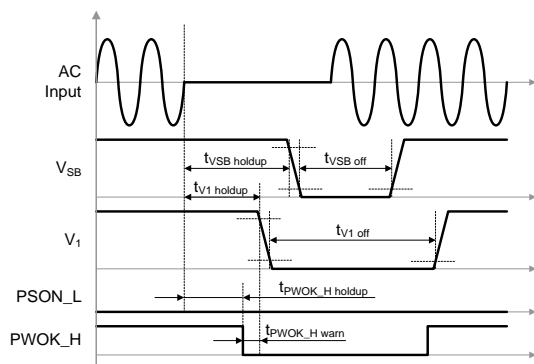 AC
Input
VSB
tVSB holdup
tVSB off
tV1 holdup
V1
tV1 off
PSON_L
tPWOK_H holdup
PWOK_H
tPWOK_H warn